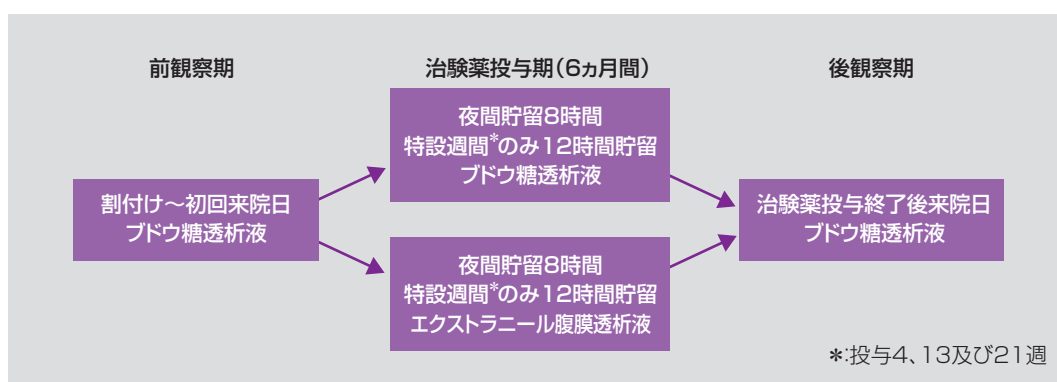 前観察期
治験薬投与期(6ヵ月間)
後観察期
夜間貯留8時間
特設週間*のみ12時間貯留
ブドウ糖透析液
割付け〜初回来院日
ブドウ糖透析液
治験薬投与終了後来院日
ブドウ糖透析液
夜間貯留8時間
特設週間*のみ12時間貯留
エクストラニール腹膜透析液
*:投与4、13及び21週